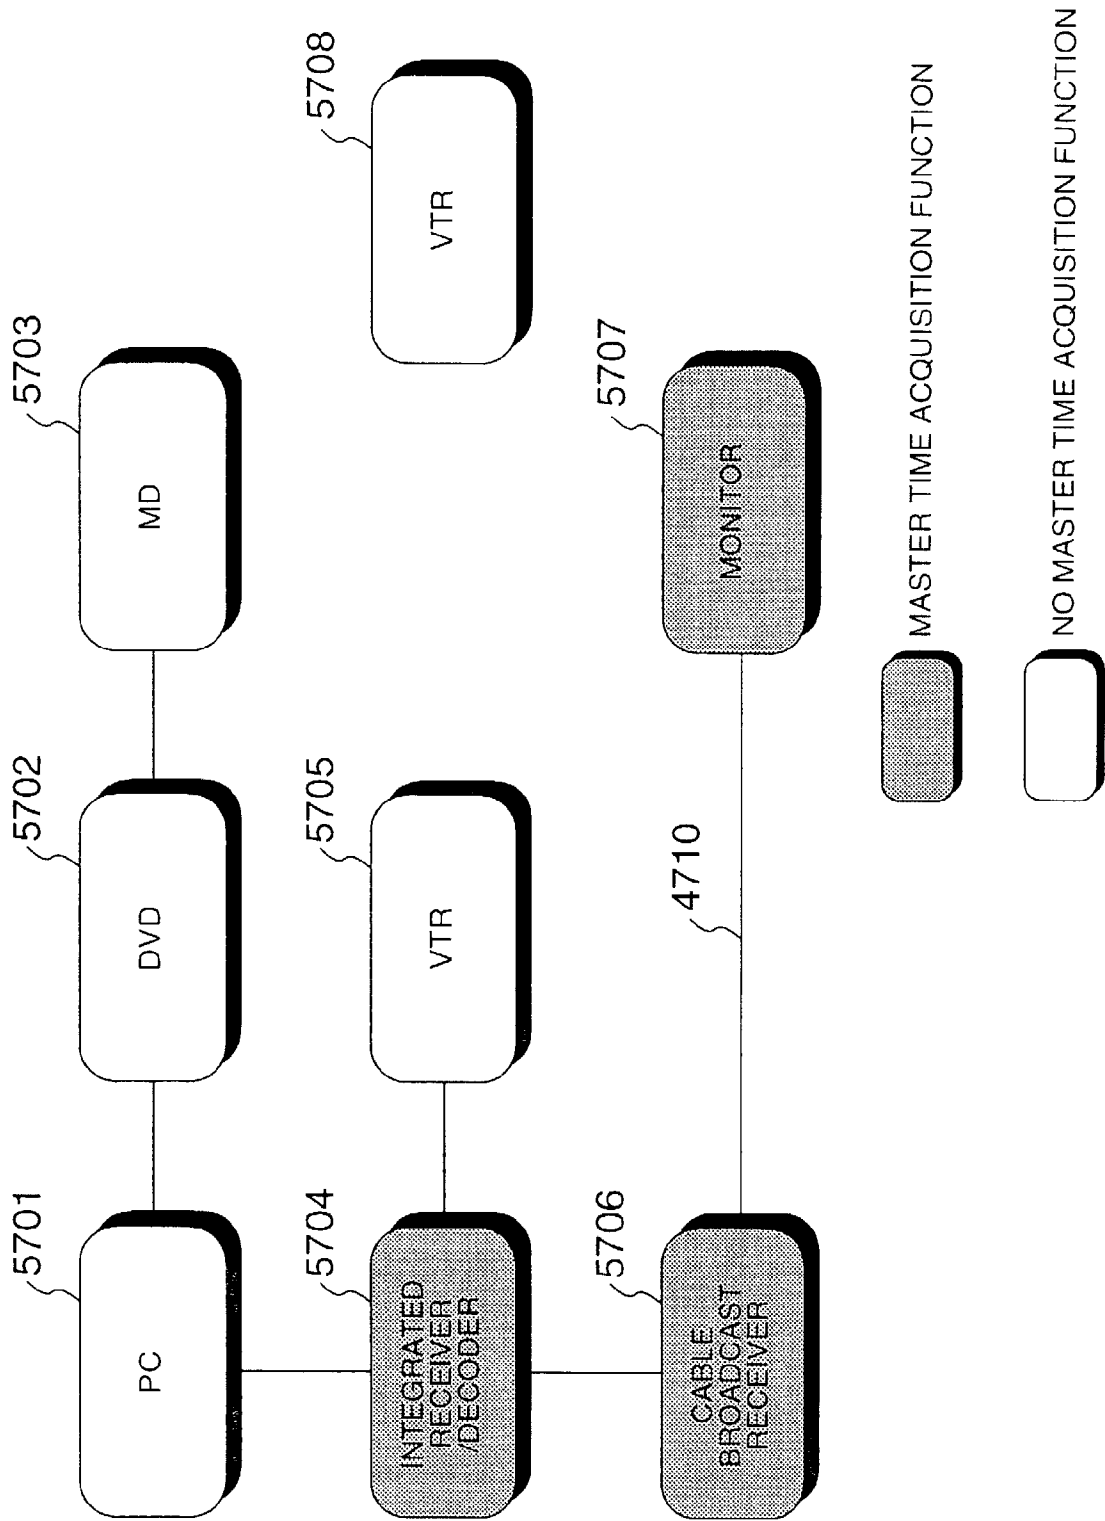 5701
PC
5702
DVD
5703
MD
5704
INTEGRATED
RECEIVER
/DECODER
5705
VTR
5708
VTR
5706
CABLE
BROADCAST
RECEIVER
4710
5707
MONITOR
MASTER TIME ACQUISITION FUNCTION
NO MASTER TIME ACQUISITION FUNCTION